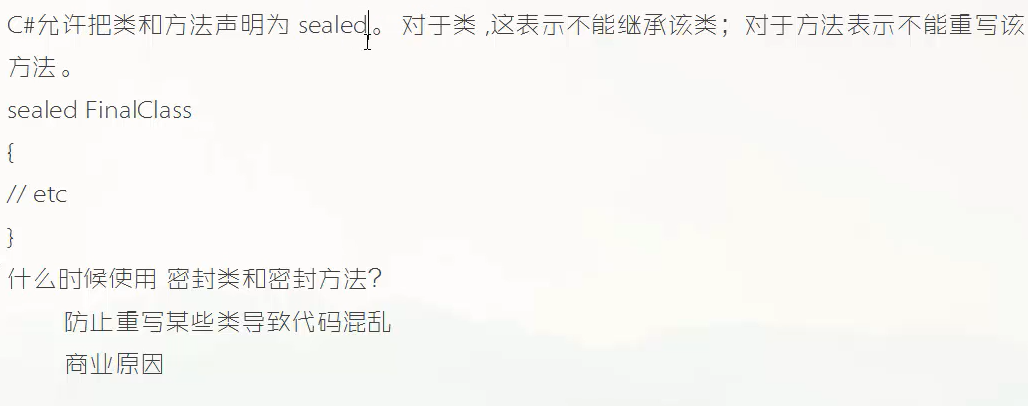 C#允许把类和方法声明为 sealed。 对于类 ,这表示不能继承该类；对于方法表示不能重写该
方法。
sealed FinalClass
{
// etc
}
什么时候使用 密封类和密封方法？
防止重写某些类导致代码混乱
商业原因